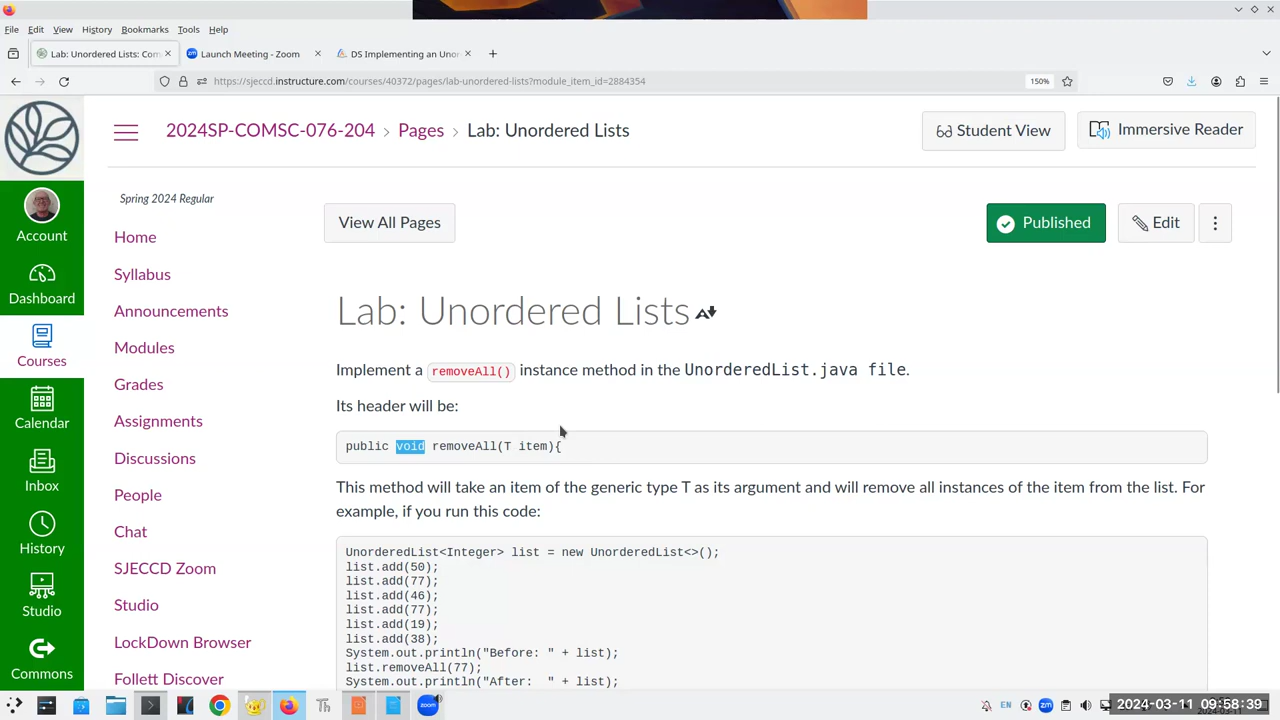 File Edit View History Bookmarks Tools Help
Lab: Unordered Lists: Com
Launch Meeting - Zoom
DS Implementing an Unor
https://sjeccd.instructure.com/courses/40372/pages/lab-unordered-lists?module_item_id=2884354
150%
2024SP-COMSC-076-204 › Pages › Lab: Unordered Lists
Student View
Immersive Reader
Account
Dashboard
Courses
Calendar
Inbox
History
Studio
Commons
Spring 2024 Regular
Home
Syllabus
Announcements
Modules
Grades
Assignments
Discussions
People
Chat
SJECCD Zoom
Studio
LockDown Browser
Follett Discover
View All Pages
Published
Edit
Lab: Unordered Lists
Implement a removeAll() instance method in the UnorderedList.java file.
Its header will be:
public void removeAll(T item){
This method will take an item of the generic type T as its argument and will remove all instances of the item from the list. For
example, if you run this code:
UnorderedList<Integer> list = new UnorderedList<>();
list.add(50);
list.add(77);
list.add(46);
list.add(77);
list.add(19);
list.add(38);
System.out.println("Before: " + list);
list.removeAll(77);
System.out.println("After:  " + list);
Th
zoom
zm
EN
2024-03-11 09:58:39